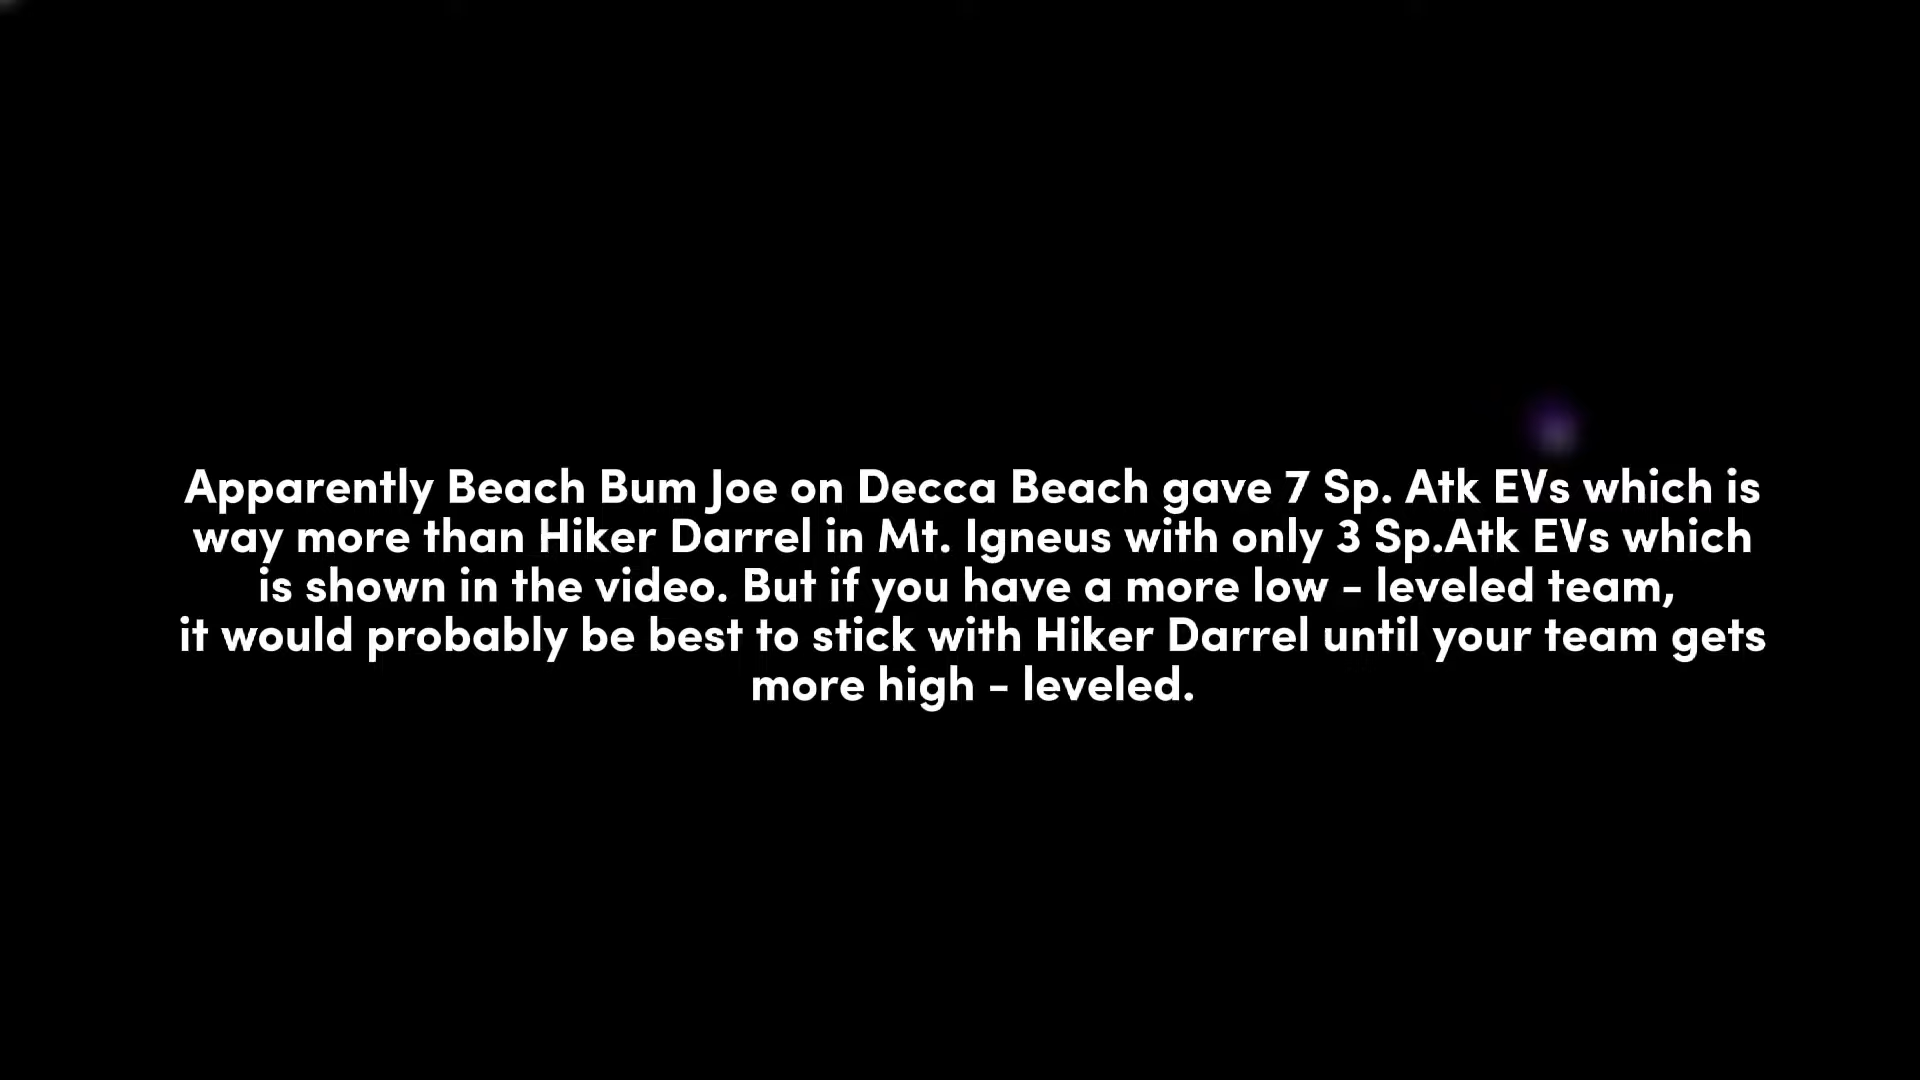 Apparently Beach Bum Joe on Decca Beach gave 7 Sp. Atk EVs which is
way more than Hiker Darrel in Mt. Igneus with only 3 Sp.Atk EVs which
is shown in the video. But if you have a more low - leveled team,
it would probably be best to stick with Hiker Darrel until your team gets
more high - leveled.